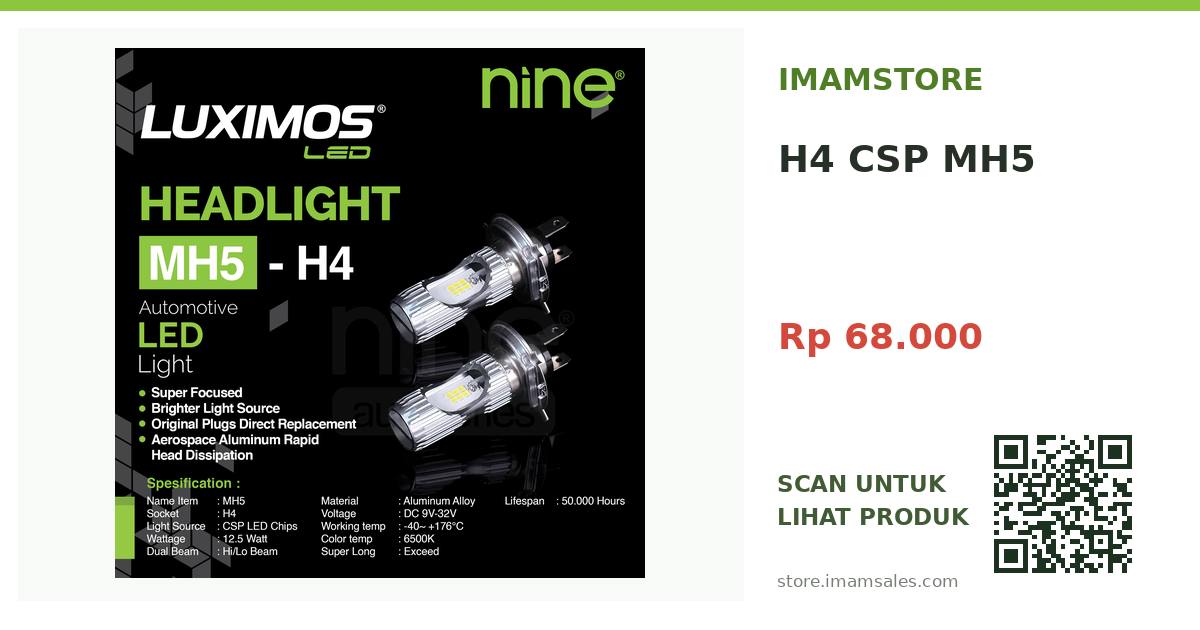 nine®
LUXIMOS®
LED
HEADLIGHT
MH5 - H4
Automotive
LED
Light
Super Focused
Brighter Light Source
Original Plugs Direct Replacement
Aerospace Aluminum Rapid
Head Dissipation
Spesification :
Name Item : MH5 Material : Aluminum Alloy Lifespan : 50.000 Hours
Socket : H4 Voltage : DC 9V-32V
Light Source : CSP LED Chips Working temp : -40~ +176°C
Wattage : 12.5 Watt Color temp : 6500K
Dual Beam : Hi/Lo Beam Super Long : Exceed
IMAMSTORE
H4 CSP MH5
Rp 68.000
SCAN UNTUK
LIHAT PRODUK
store.imamsales.com